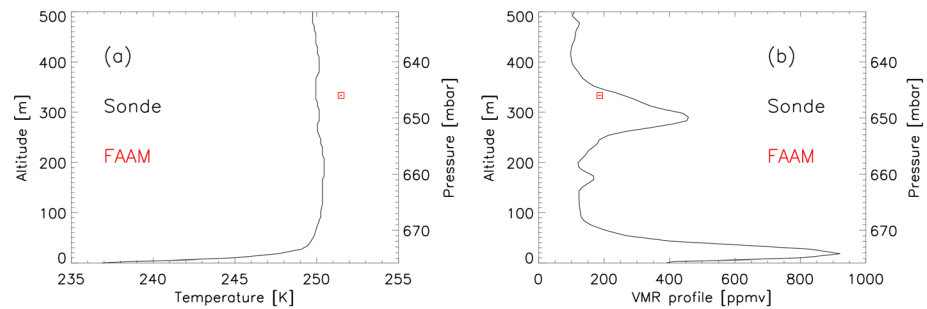 500
400
300
200
100
0
Altitude [m]
(a)
Sonde
FAAM
640
650
660
670
Pressure [mbar]
235 240 245 250 255
Temperature [K]
500
400
300
200
100
0
Altitude [m]
(b)
Sonde
FAAM
640
650
660
670
Pressure [mbar]
0 200 400 600 800 1000
VMR profile [ppmv]